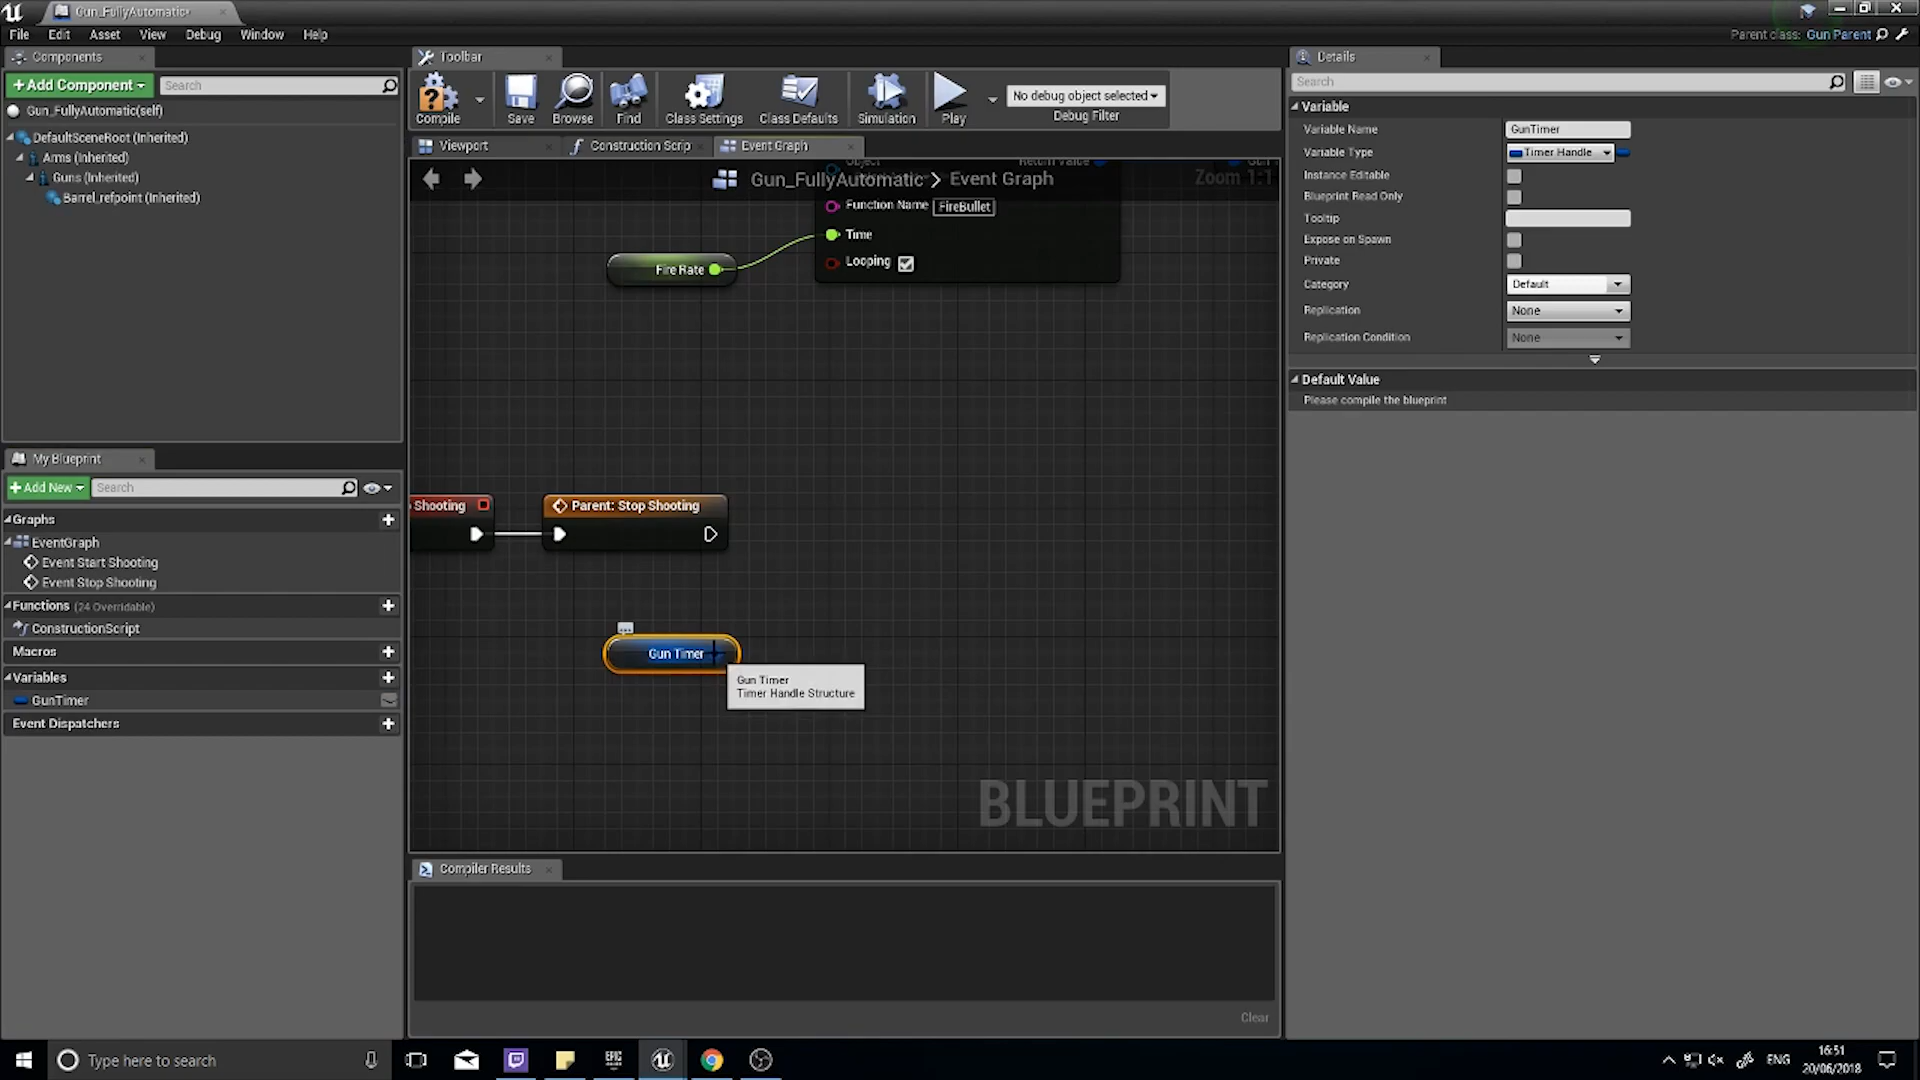 Gun_FullyAutomatic*
File Edit Asset View Debug Window Help
Parent class: Gun Parent
Components
Toolbar
Details
+Add Component
Search
Gun_FullyAutomatic(self)
DefaultSceneRoot (Inherited)
Arms (Inherited)
Guns (Inherited)
Barrel_refpoint (Inherited)
Compile
Save
Browse
Find
Class Settings
Class Defaults
Simulation
Play
No debug object selected
Debug Filter
Viewport
Construction Scrip
Event Graph
Gun_FullyAutomatic > Event Graph
Zoom 1:1
Object
Return Value
Function Name FireBullet
Time
Looping
Fire Rate
Shooting
Parent: Stop Shooting
Gun Timer
Gun Timer
Timer Handle Structure
BLUEPRINT
Compiler Results
Clear
My Blueprint
+Add New
Search
Graphs
EventGraph
Event Start Shooting
Event Stop Shooting
Functions (24 Overridable)
ConstructionScript
Macros
Variables
GunTimer
Event Dispatchers
Search
Variable
Variable Name GunTimer
Variable Type Timer Handle
Instance Editable
Blueprint Read Only
Tooltip
Expose on Spawn
Private
Category Default
Replication None
Replication Condition None
Default Value
Please compile the blueprint
Type here to search
EPIC
ENG
16:51
20/06/2018